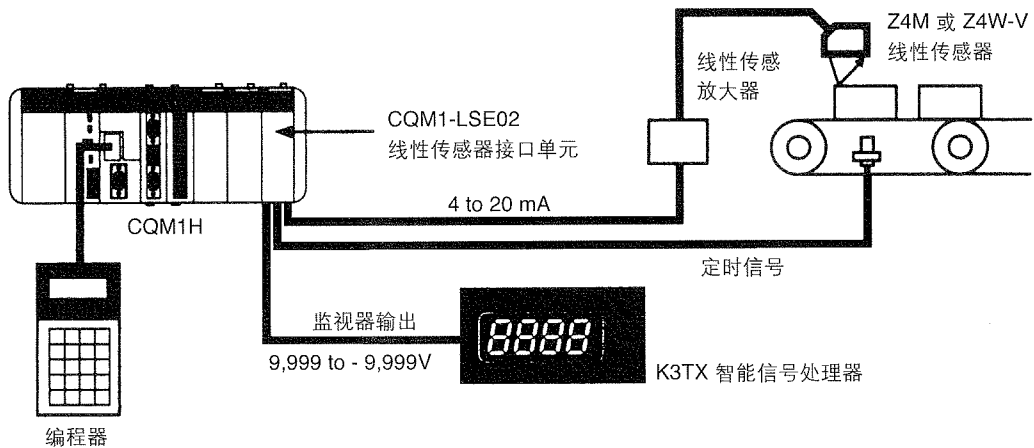 Z4M 或 Z4W-V
线性传感器
线性传感
放大器
CQM1-LSE02
线性传感器接口单元
CQM1H
4 to 20 mA
定时信号
监视器输出
9,999 to - 9,999V
8888
K3TX 智能信号处理器
编程器